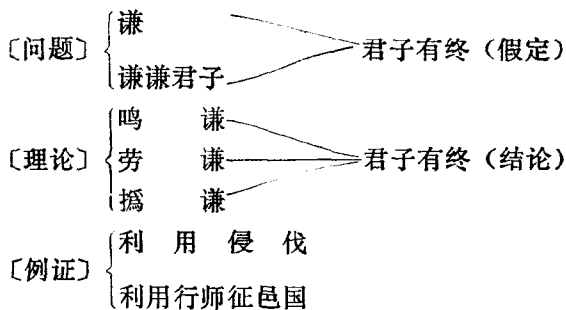 谦
〔问题〕 君子有终（假定）
谦谦君子
鸣 谦
〔理论〕 劳 谦 君子有终（结论）
撝 谦
利 用 侵 伐
〔例证〕
利用行师征邑国